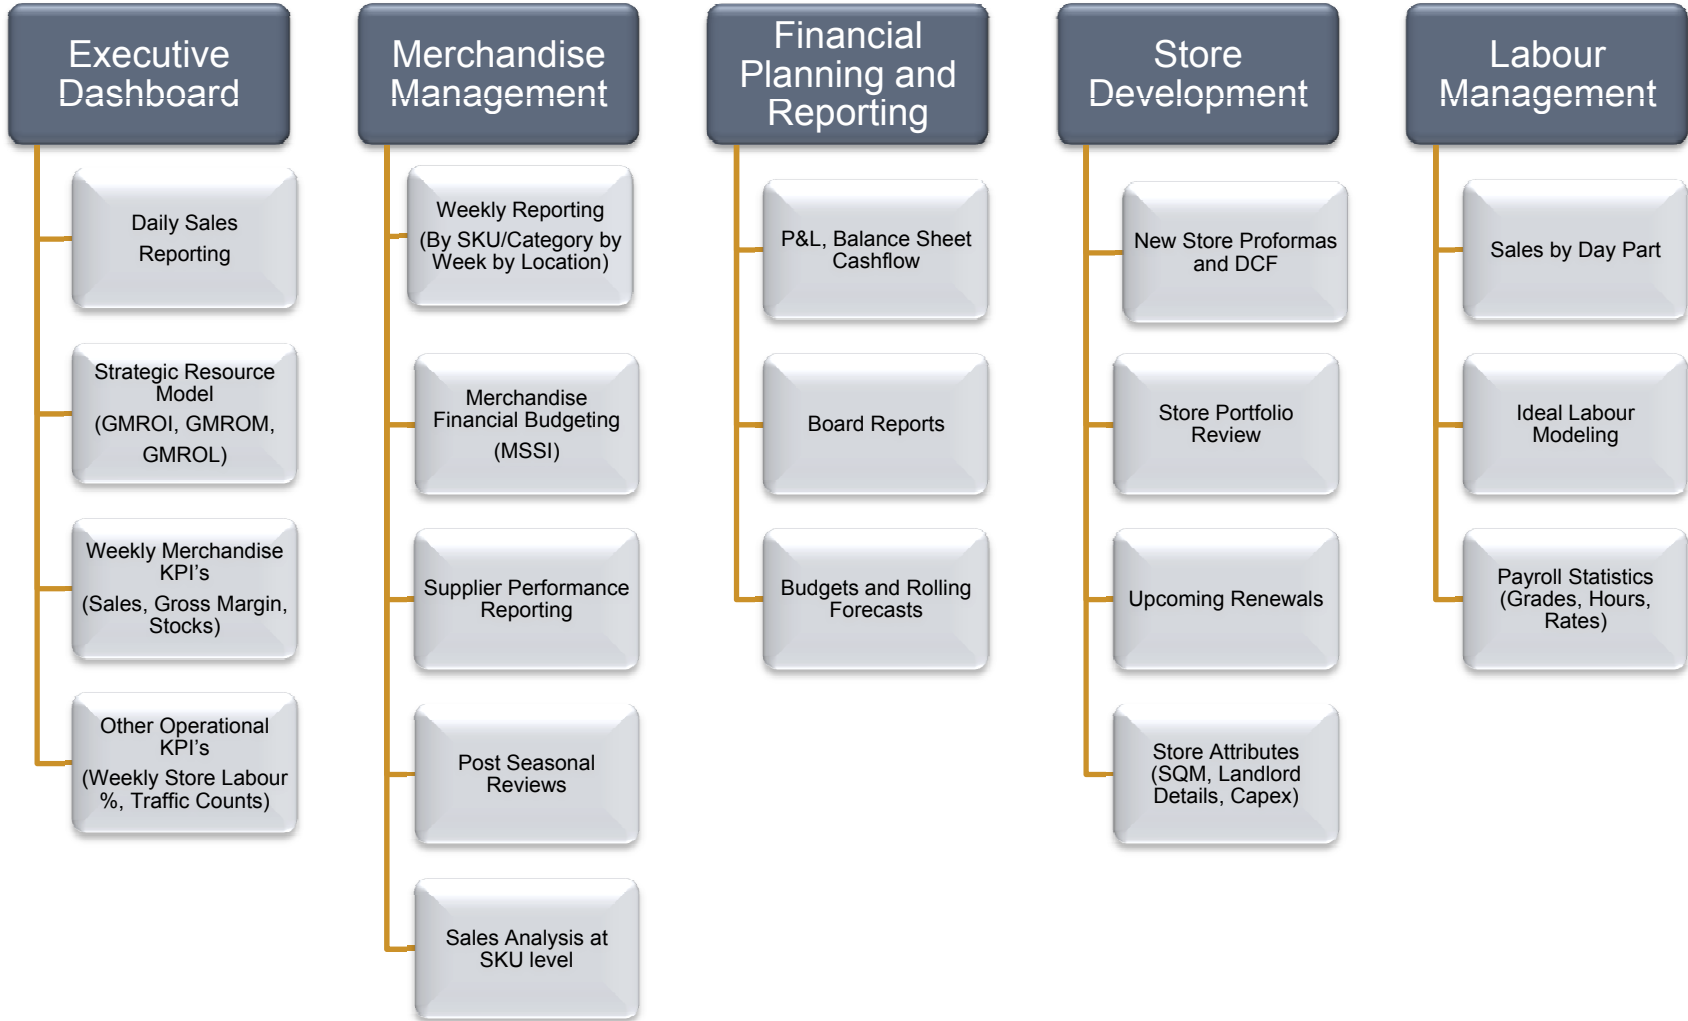 Executive
Dashboard
Daily Sales
Reporting
Strategic Resource
Model
(GMROI, GMROM,
GMROL)
Weekly Merchandise
KPI's
(Sales, Gross Margin,
Stocks)
Other Operational
KPI's
(Weekly Store Labour
%, Traffic Counts)
Merchandise
Management
Weekly Reporting
(By SKU/Category by
Week by Location)
Merchandise
Financial Budgeting
(MSSI)
Supplier Performance
Reporting
Post Seasonal
Reviews
Sales Analysis at
SKU level
Financial
Planning and
Reporting
P&L, Balance Sheet
Cashflow
Board Reports
Budgets and Rolling
Forecasts
Store
Development
New Store Proformas
and DCF
Store Portfolio
Review
Upcoming Renewals
Store Attributes
(SQM, Landlord
Details, Capex)
Labour
Management
Sales by Day Part
Ideal Labour
Modeling
Payroll Statistics
(Grades, Hours,
Rates)